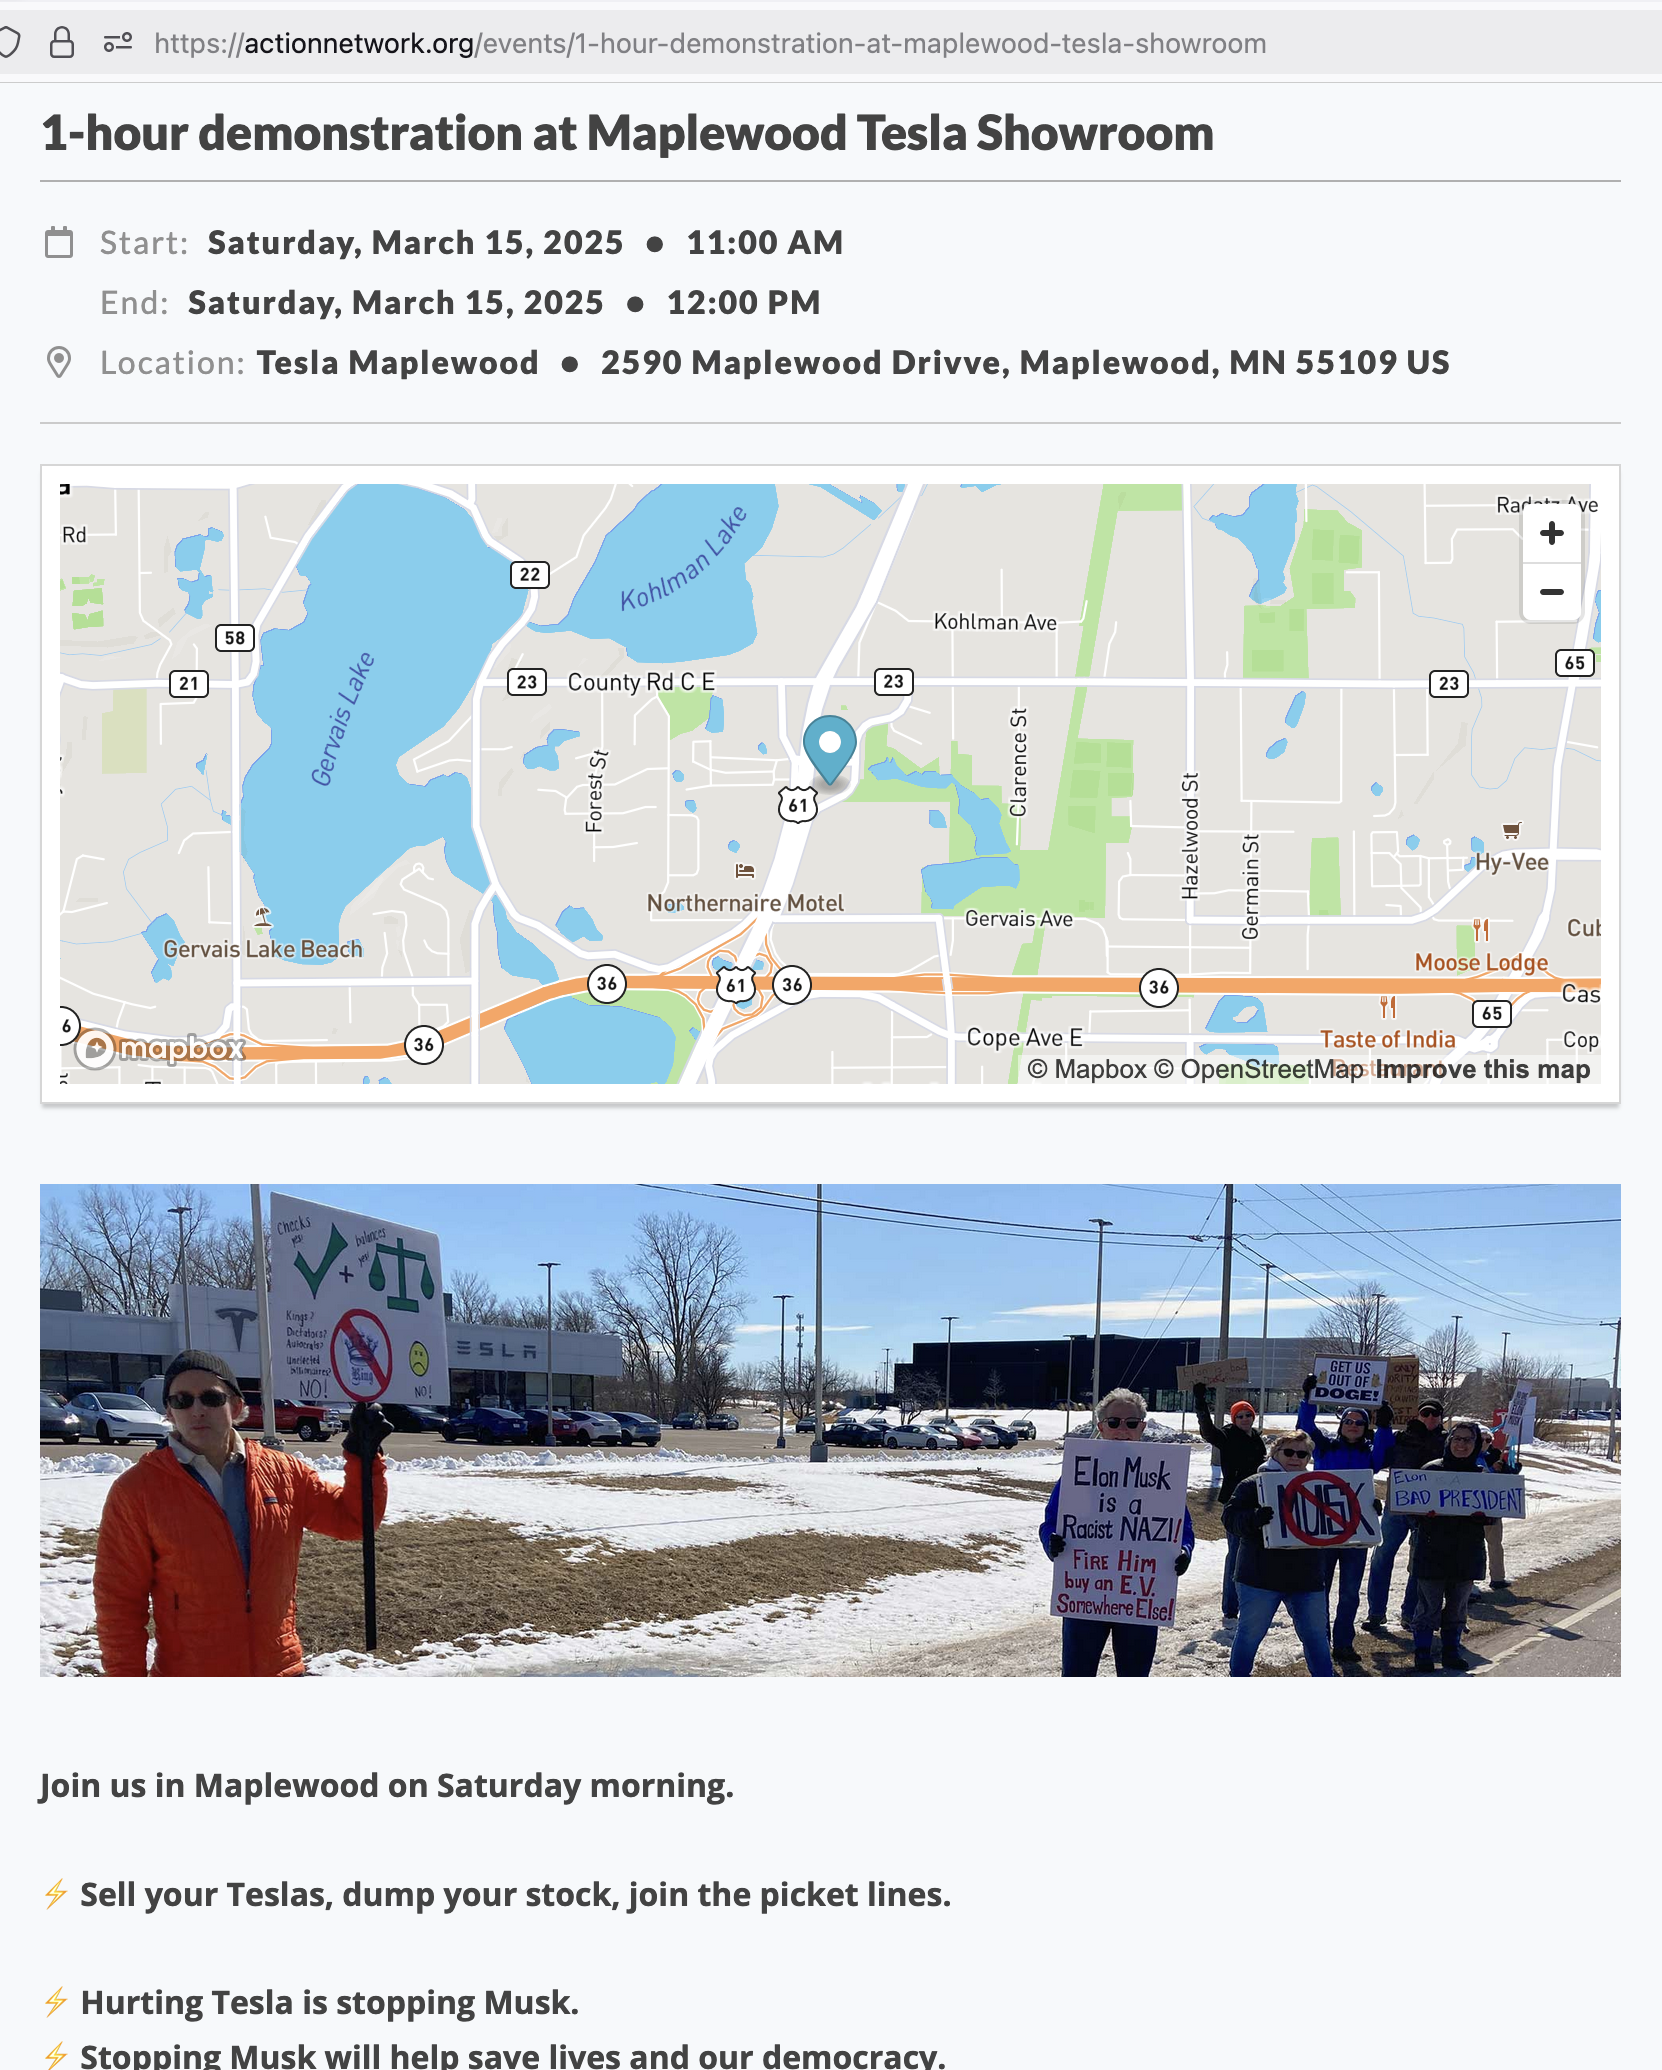 https://actionnetwork.org/events/1-hour-demonstration-at-maplewood-tesla-showroom
1-hour demonstration at Maplewood Tesla Showroom
Start: Saturday, March 15, 2025 ● 11:00 AM
End: Saturday, March 15, 2025 ● 12:00 PM
Location: Tesla Maplewood ● 2590 Maplewood Drivve, Maplewood, MN 55109 US
Rd
Radatz Ave
+
−
Kohlman Lake
22
Kohlman Ave
58
65
21
23
County Rd C E
23
23
Gervais Lake
Forest St
Clarence St
61
Hazelwood St
Germain St
Hy-Vee
Northernaire Motel
Gervais Ave
Gervais Lake Beach
Cub
Moose Lodge
36
61
36
36
Cas
6
65
mapbox
36
Cope Ave E
Taste of India
Restaurant
Cop
© Mapbox © OpenStreetMap Improve this map
checks
yes!
balances
yes!
+
Kings?
Dictators?
Autocrats?
Unelected
billionaires?
NO!
King
NO!
ESLA
GET US
OUT OF
DOGE!
Elon Musk
is a
Racist NAZI!
FIRE Him
buy an E.V.
Somewhere Else!
MUSK
ELON
BAD PRESIDENT
Join us in Maplewood on Saturday morning.
⚡ Sell your Teslas, dump your stock, join the picket lines.
⚡ Hurting Tesla is stopping Musk.
⚡ Stopping Musk will help save lives and our democracy.